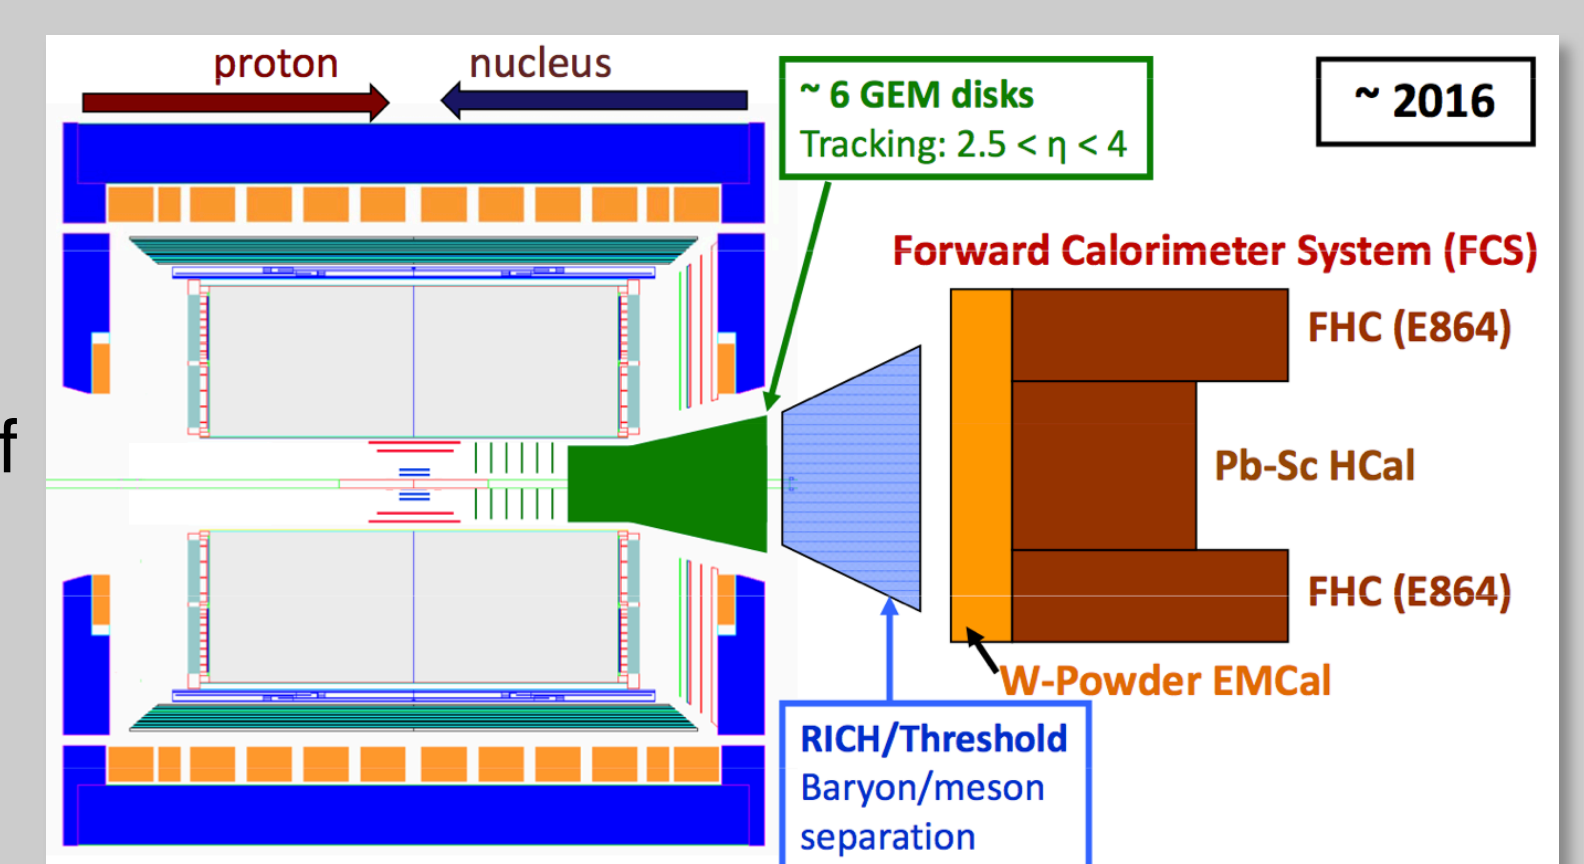 proton
nucleus
~ 6 GEM disks
Tracking: 2.5 < η < 4
~ 2016
Forward Calorimeter System (FCS)
FHC (E864)
f
Pb-Sc HCal
FHC (E864)
W-Powder EMCal
RICH/Threshold
Baryon/meson
separation